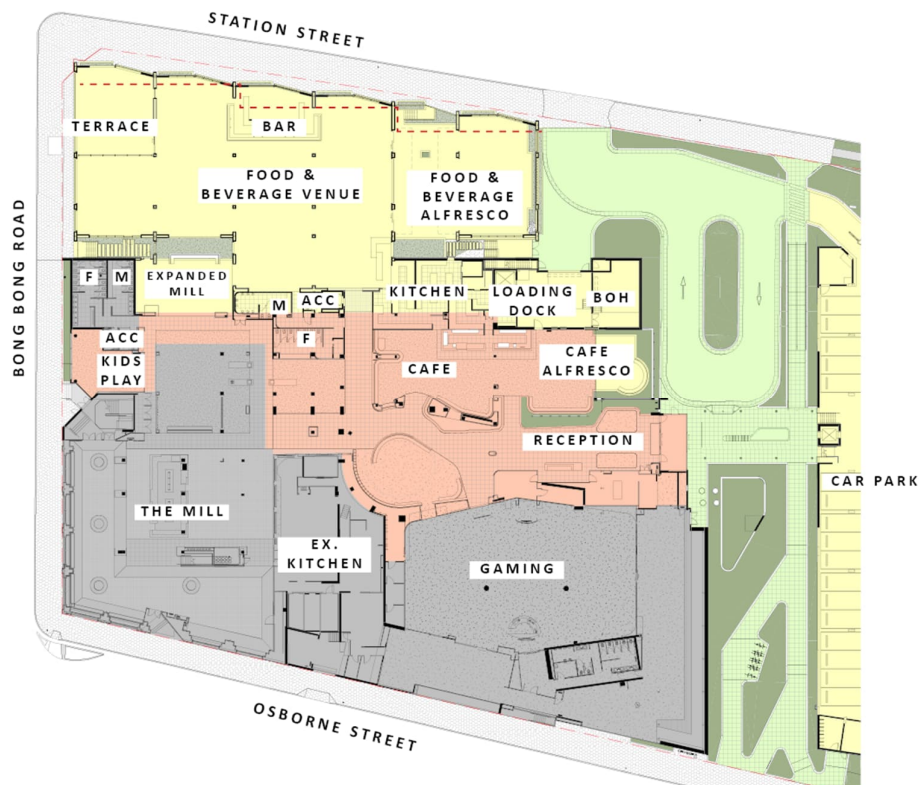 STATION STREET
TERRACE
BAR
FOOD &
BEVERAGE VENUE
FOOD &
BEVERAGE
ALFRESCO
BONG BONG ROAD
F
M
EXPANDED
MILL
M
ACC
KITCHEN
LOADING
DOCK
BOH
ACC
F
KIDS
PLAY
CAFE
CAFE
ALFRESCO
RECEPTION
CAR PARK
THE MILL
EX.
KITCHEN
GAMING
OSBORNE STREET